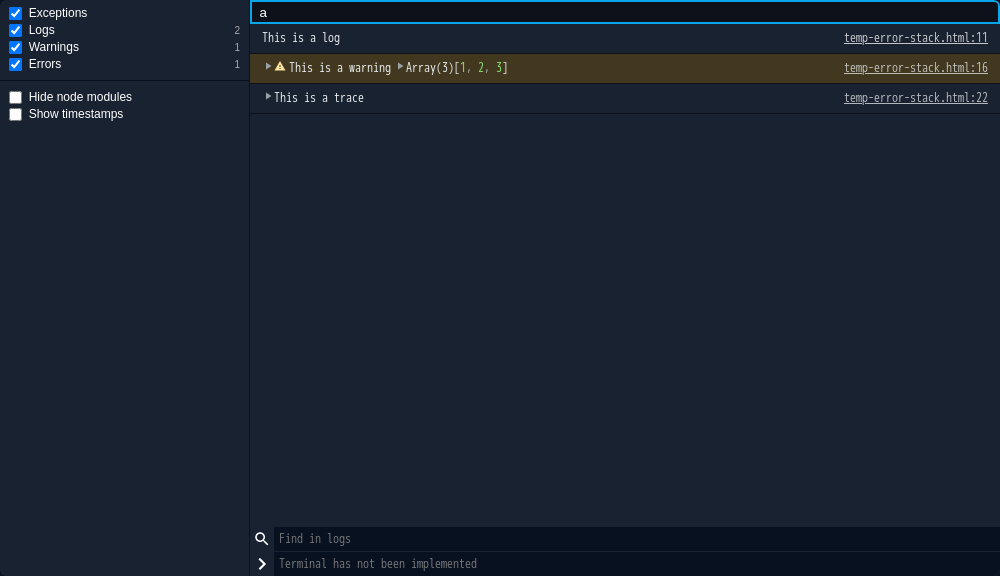 Exceptions
Logs 2
Warnings 1
Errors 1
Hide node modules
Show timestamps
a
This is a log temp-error-stack.html:11
This is a warning Array(3)[1, 2, 3] temp-error-stack.html:16
This is a trace temp-error-stack.html:22
Find in logs
Terminal has not been implemented